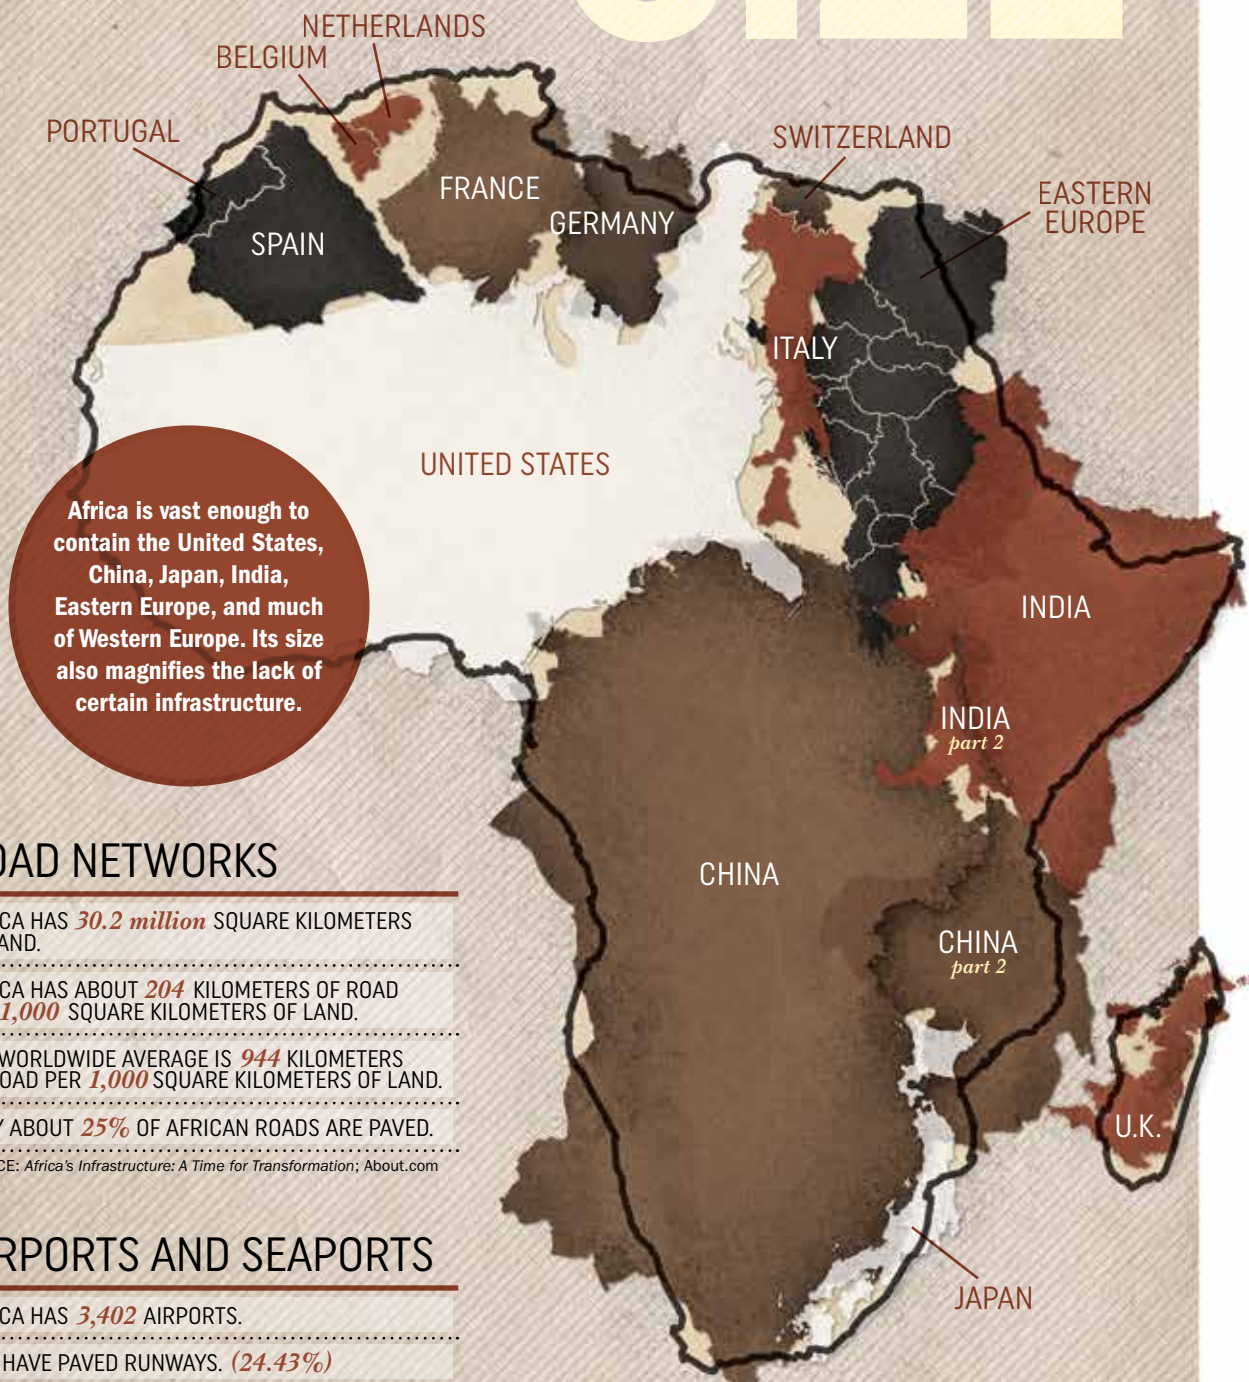 NETHERLANDS
BELGIUM
PORTUGAL
SWITZERLAND
EASTERN
EUROPE
FRANCE
GERMANY
SPAIN
ITALY
UNITED STATES
Africa is vast enough to
contain the United States,
China, Japan, India,
Eastern Europe, and much
of Western Europe. Its size
also magnifies the lack of
certain infrastructure.
INDIA
INDIA
part 2
CHINA
CHINA
part 2
U.K.
JAPAN
OAD NETWORKS
CA HAS 30.2 million SQUARE KILOMETERS
AND.
CA HAS ABOUT 204 KILOMETERS OF ROAD
1,000 SQUARE KILOMETERS OF LAND.
WORLDWIDE AVERAGE IS 944 KILOMETERS
OAD PER 1,000 SQUARE KILOMETERS OF LAND.
Y ABOUT 25% OF AFRICAN ROADS ARE PAVED.
CE: Africa's Infrastructure: A Time for Transformation; About.com
RPORTS AND SEAPORTS
CA HAS 3,402 AIRPORTS.
HAVE PAVED RUNWAYS. (24.43%)